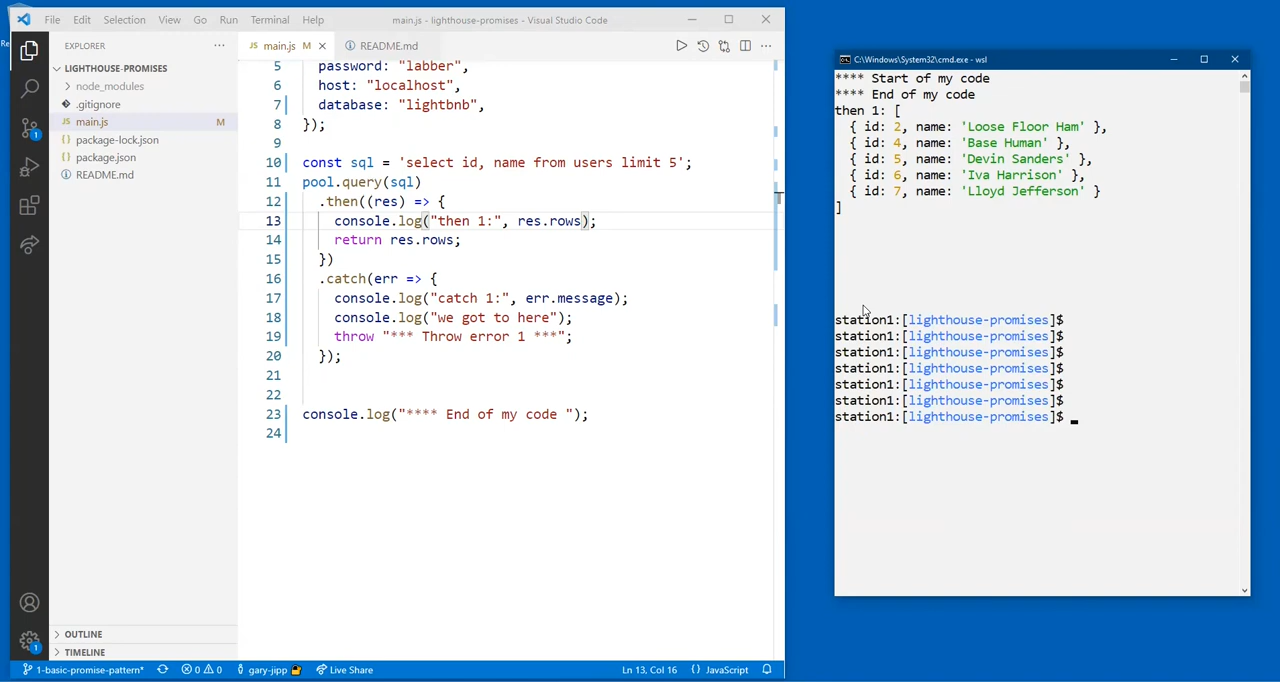 File Edit Selection View Go Run Terminal Help
main.js - lighthouse-promises - Visual Studio Code
EXPLORER
LIGHTHOUSE-PROMISES
node_modules
.gitignore
JS main.js M
{} package-lock.json
{} package.json
README.md
OUTLINE
TIMELINE
1
1
JS main.js M
README.md
5 password: "labber",
6 host: "localhost",
7 database: "lightbnb",
8 });
9
10 const sql = 'select id, name from users limit 5';
11 pool.query(sql)
12 .then((res) => {
13 console.log("then 1:", res.rows);
14 return res.rows;
15 })
16 .catch(err => {
17 console.log("catch 1:", err.message);
18 console.log("we got to here");
19 throw "*** Throw error 1 ***";
20 });
21
22
23 console.log("**** End of my code ");
24
1-basic-promise-pattern* 0 0 gary-jipp Live Share Ln 13, Col 16 {} JavaScript
C:\Windows\System32\cmd.exe - wsl
**** Start of my code
**** End of my code
then 1: [
{ id: 2, name: 'Loose Floor Ham' },
{ id: 4, name: 'Base Human' },
{ id: 5, name: 'Devin Sanders' },
{ id: 6, name: 'Iva Harrison' },
{ id: 7, name: 'Lloyd Jefferson' }
]
station1:[lighthouse-promises]$
station1:[lighthouse-promises]$
station1:[lighthouse-promises]$
station1:[lighthouse-promises]$
station1:[lighthouse-promises]$
station1:[lighthouse-promises]$
station1:[lighthouse-promises]$